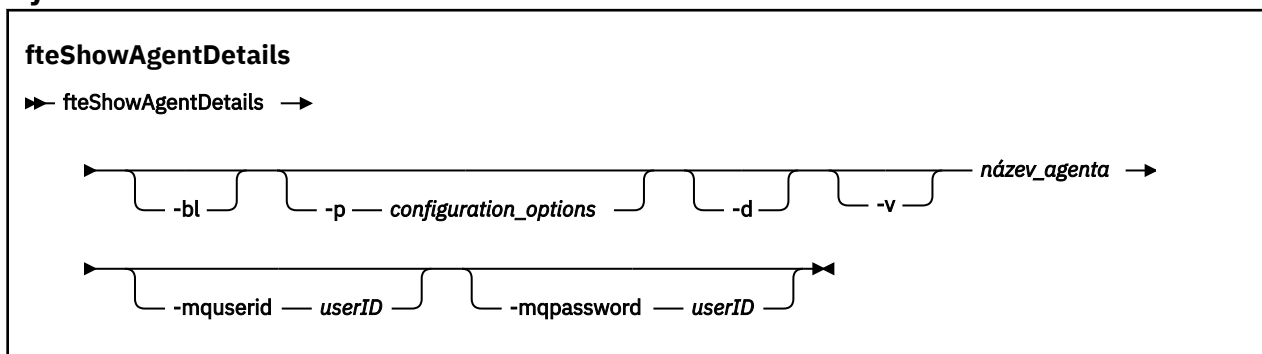 fteShowAgentDetails
fteShowAgentDetails
název_agenta
-bl -p configuration_options -d -v
-mquserid userID -mqpassword userID